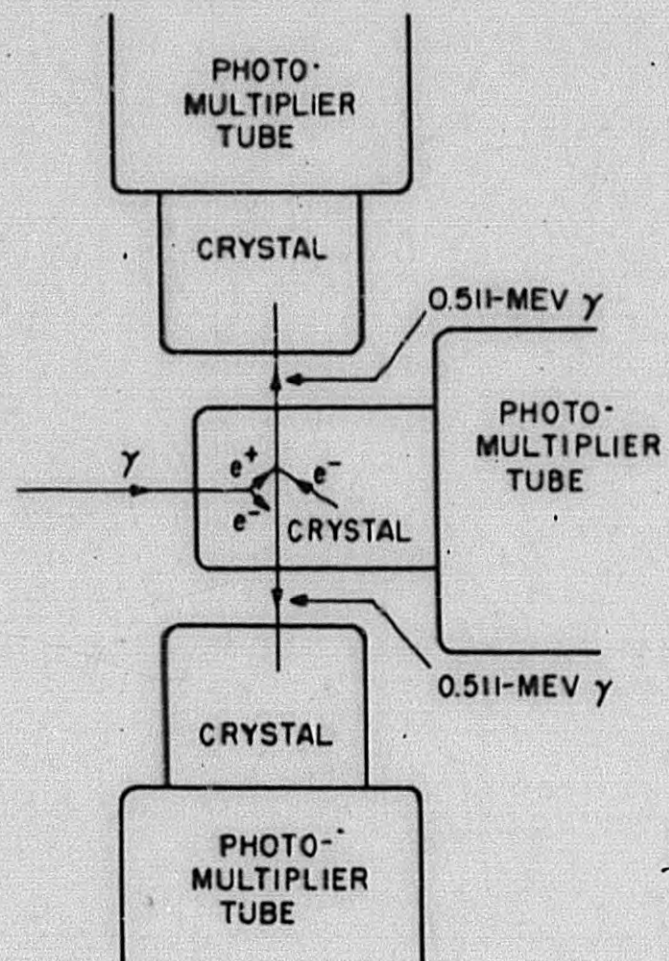 PHOTO-
MULTIPLIER
TUBE
CRYSTAL
0.511-MEV γ
PHOTO-
MULTIPLIER
TUBE
γ
e+
e-
e-
CRYSTAL
0.511-MEV γ
CRYSTAL
PHOTO-
MULTIPLIER
TUBE